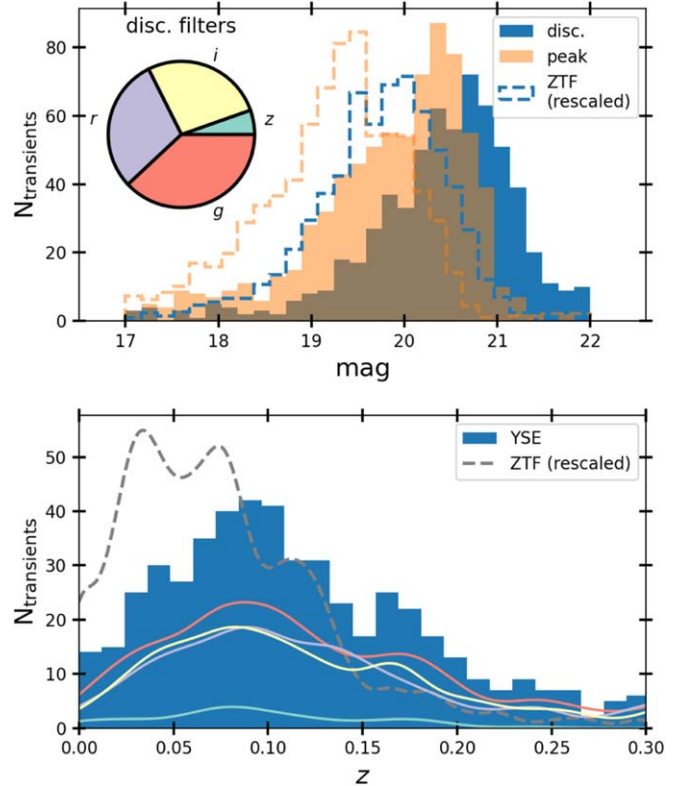 disc. filters
i
r
z
g
disc.
peak
ZTF
(rescaled)
N_transients
80
60
40
20
0
17 18 19 20 21 22
mag
YSE
ZTF (rescaled)
N_transients
50
40
30
20
10
0
0.00 0.05 0.10 0.15 0.20 0.25 0.30
z